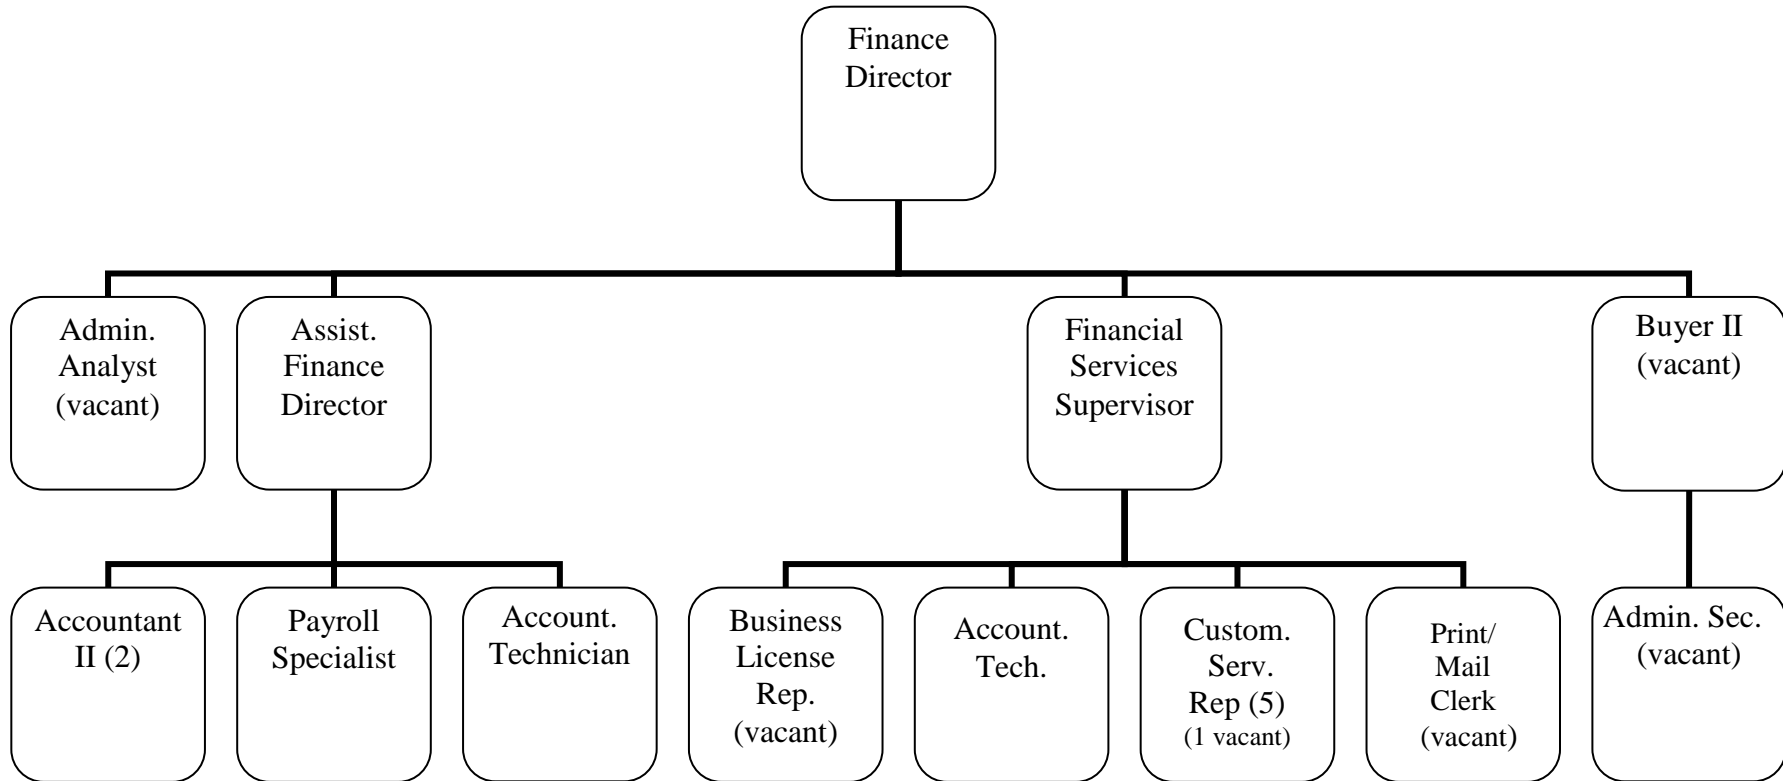 Finance
Director
Admin.
Analyst
(vacant)
Assist.
Finance
Director
Financial
Services
Supervisor
Buyer II
(vacant)
Accountant
II (2)
Payroll
Specialist
Account.
Technician
Business
License
Rep.
(vacant)
Account.
Tech.
Custom.
Serv.
Rep (5)
(1 vacant)
Print/
Mail
Clerk
(vacant)
Admin. Sec.
(vacant)